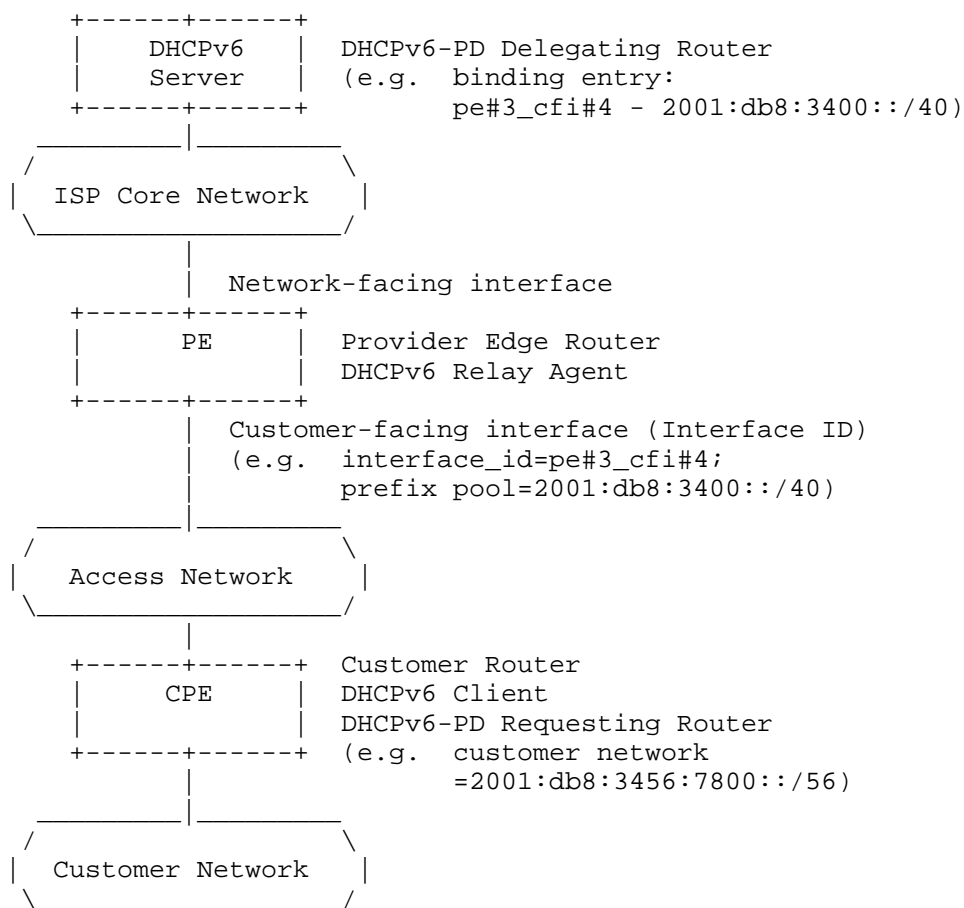 DHCPv6 DHCPv6-PD Delegating Router
Server (e.g. binding entry:
pe#3_cfi#4 - 2001:db8:3400::/40)
ISP Core Network
Network-facing interface
PE Provider Edge Router
DHCPv6 Relay Agent
Customer-facing interface (Interface ID)
(e.g. interface_id=pe#3_cfi#4;
prefix pool=2001:db8:3400::/40)
Access Network
Customer Router
CPE DHCPv6 Client
DHCPv6-PD Requesting Router
(e.g. customer network
=2001:db8:3456:7800::/56)
Customer Network